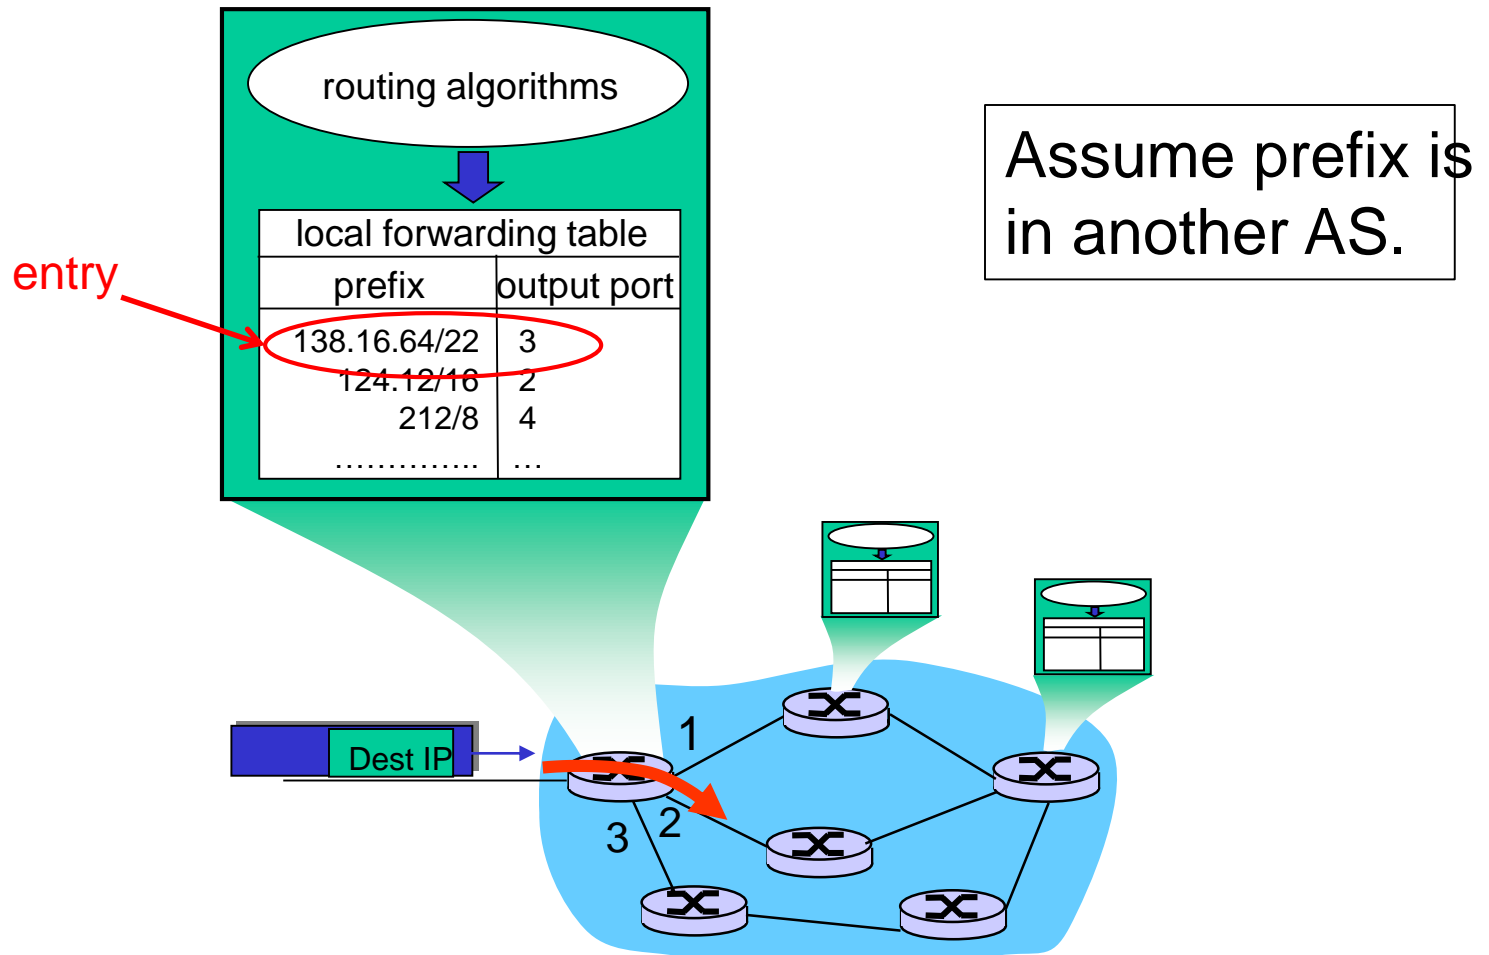 routing algorithms
Assume prefix is
in another AS.
local forwarding table
entry
prefix output port
138.16.64/22 3
124.12/16 2
212/8 4
………….. …
Dest IP
1
2
3